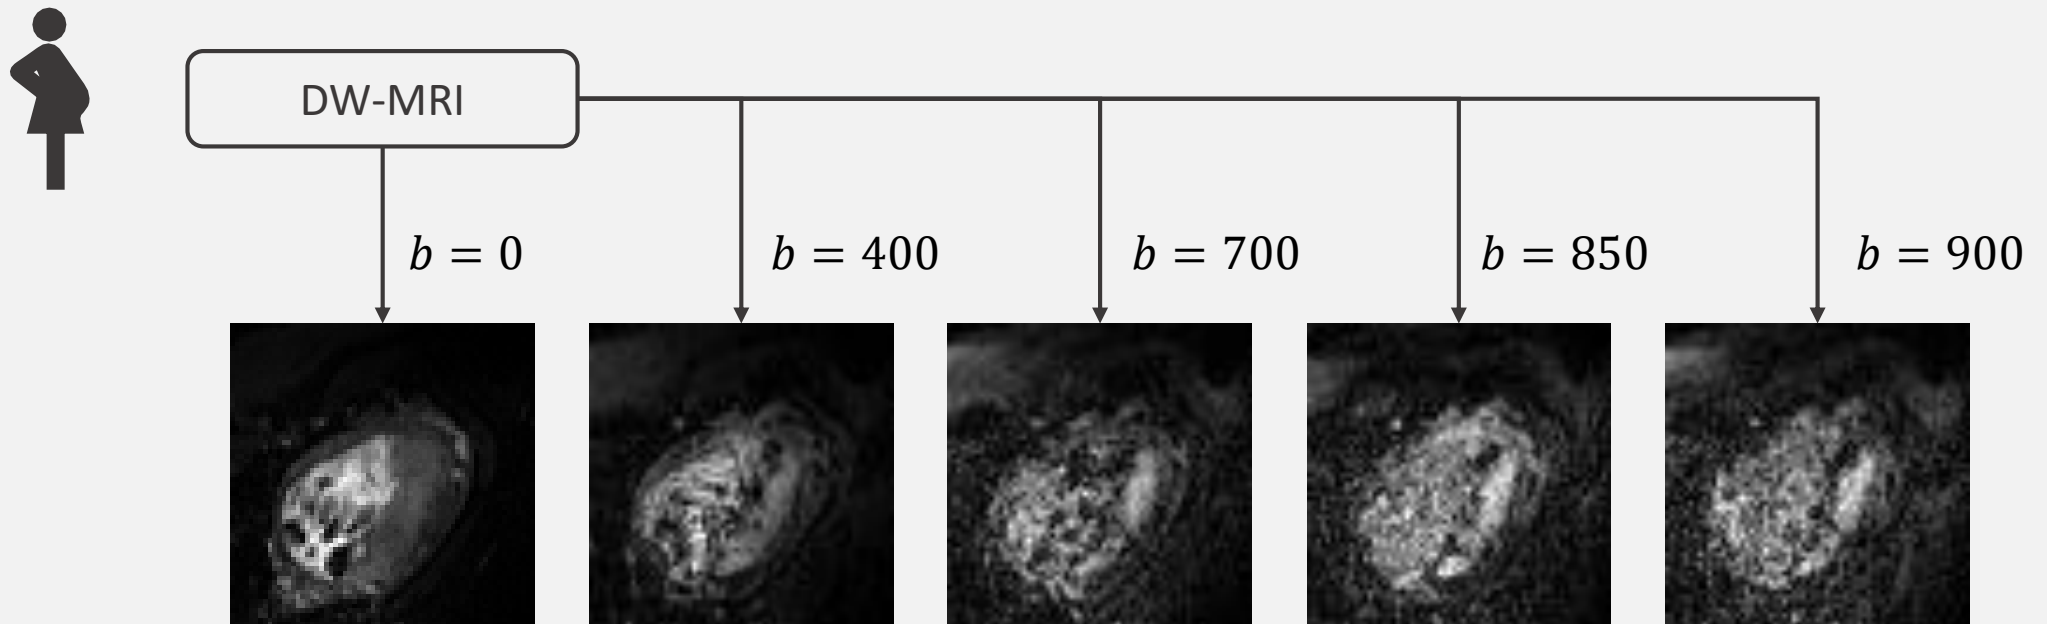 DW-MRI
b = 0
b = 400
b = 700
b = 850
b = 900